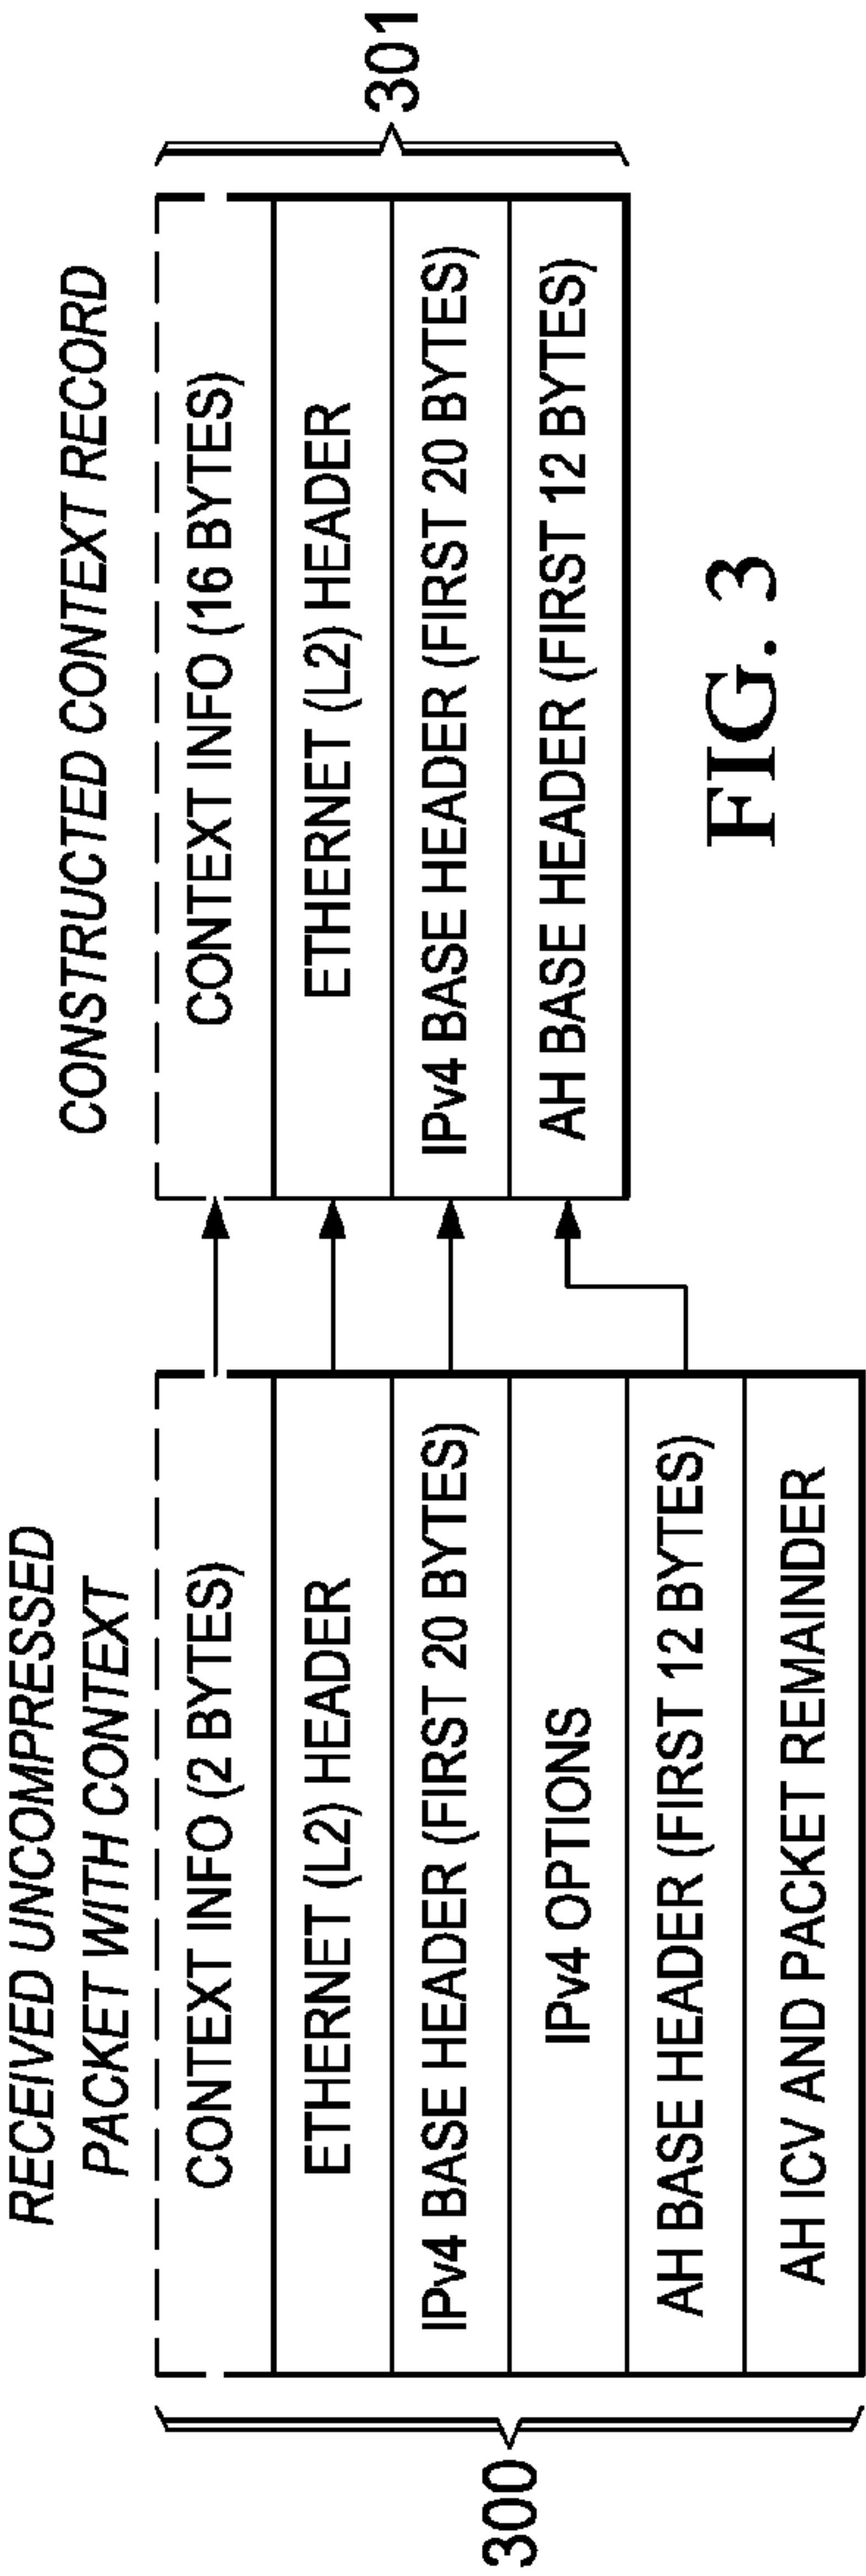 RECEIVED UNCOMPRESSED
PACKET WITH CONTEXT
CONTEXT INFO (2 BYTES)
ETHERNET (L2) HEADER
IPv4 BASE HEADER (FIRST 20 BYTES)
IPv4 OPTIONS
AH BASE HEADER (FIRST 12 BYTES)
AH ICV AND PACKET REMAINDER
300
CONSTRUCTED CONTEXT RECORD
CONTEXT INFO (16 BYTES)
ETHERNET (L2) HEADER
IPv4 BASE HEADER (FIRST 20 BYTES)
AH BASE HEADER (FIRST 12 BYTES)
301
FIG. 3